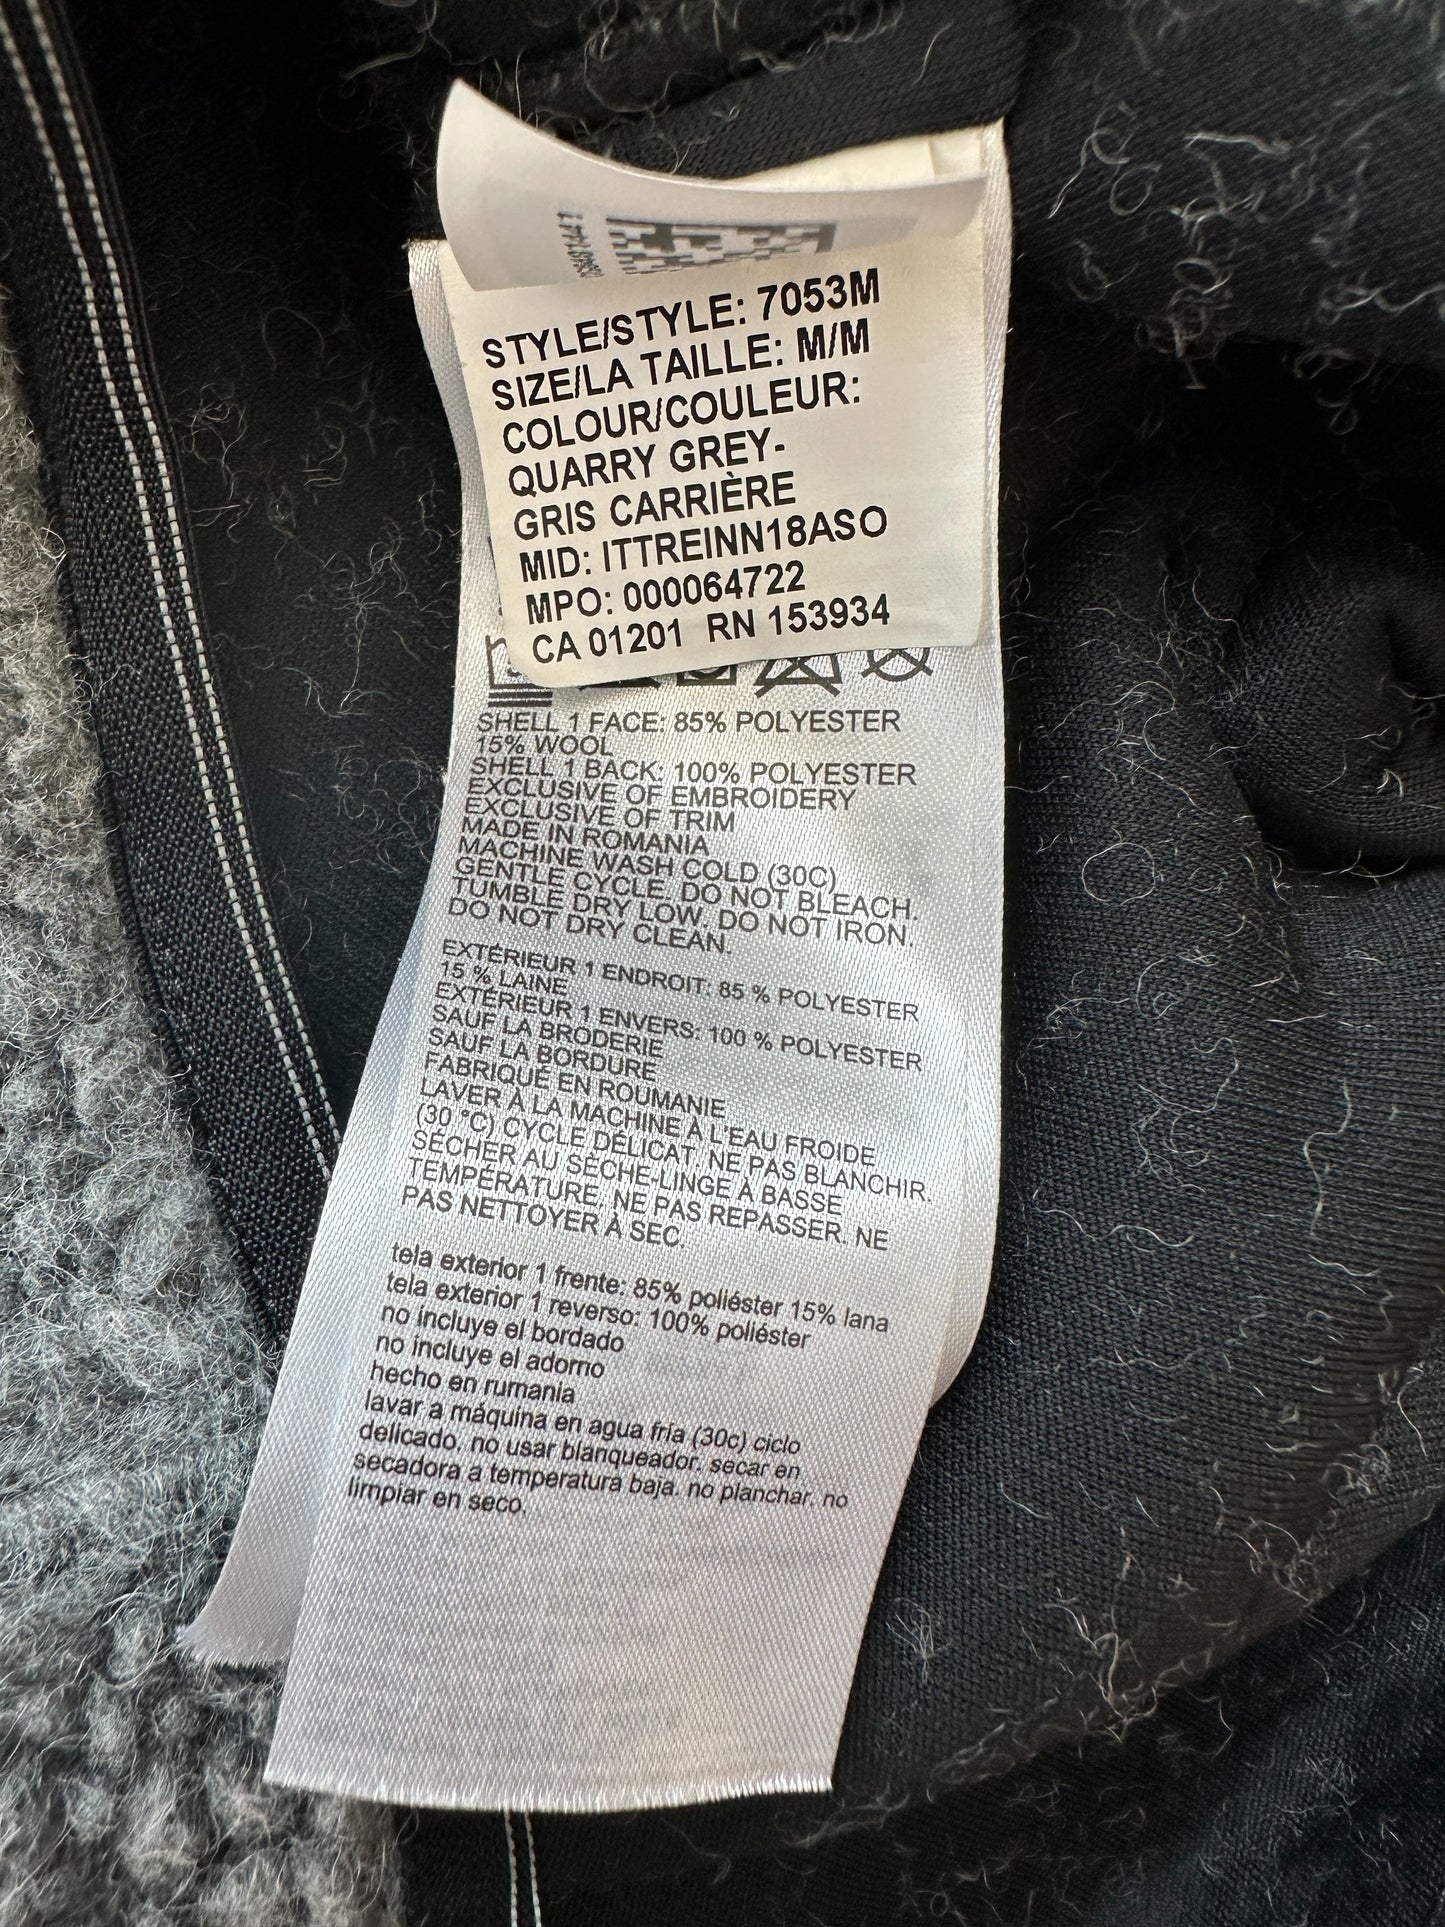 STYLE/STYLE: 7053M
SIZE/LA TAILLE: M/M
COLOUR/COULEUR:
QUARRY GREY-
GRIS CARRIÈRE
MID: ITTREINN18ASO
MPO: 000064722
CA 01201 RN 153934
SHELL 1 FACE: 85% POLYESTER
15% WOOL
SHELL 1 BACK: 100% POLYESTER
EXCLUSIVE OF EMBROIDERY
EXCLUSIVE OF TRIM
MADE IN ROMANIA
MACHINE WASH COLD (30C)
GENTLE CYCLE. DO NOT BLEACH.
TUMBLE DRY LOW. DO NOT IRON.
DO NOT DRY CLEAN.
EXTÉRIEUR 1 ENDROIT: 85 % POLYESTER
15 % LAINE
EXTÉRIEUR 1 ENVERS: 100 % POLYESTER
SAUF LA BRODERIE
SAUF LA BORDURE
FABRIQUÉ EN ROUMANIE
LAVER À LA MACHINE À L'EAU FROIDE
(30 °C) CYCLE DÉLICAT. NE PAS BLANCHIR.
SÉCHER AU SÈCHE-LINGE À BASSE
TEMPÉRATURE. NE PAS REPASSER. NE
PAS NETTOYER À SEC.
tela exterior 1 frente: 85% poliéster 15% lana
tela exterior 1 reverso: 100% poliéster
no incluye el bordado
no incluye el adorno
hecho en rumania
lavar a máquina en agua fría (30c) ciclo
delicado. no usar blanqueador. secar en
secadora a temperatura baja. no planchar. no
limpiar en seco.